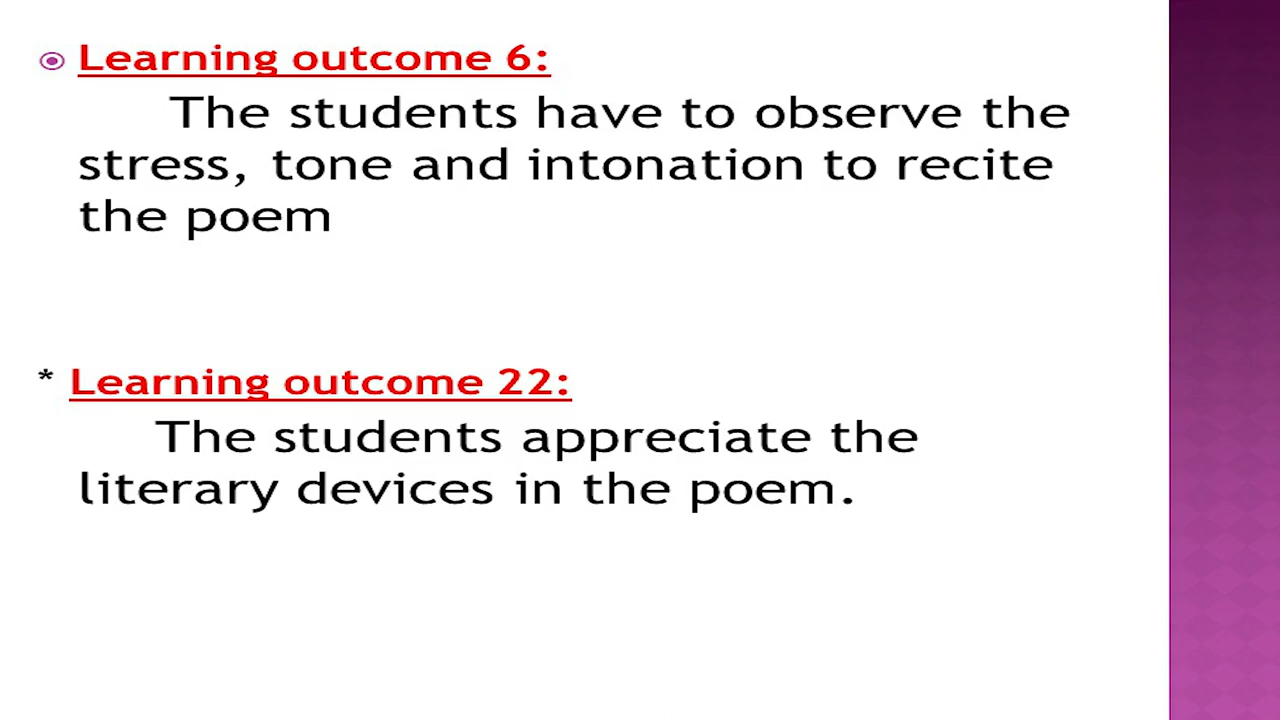 Learning outcome 6:
The students have to observe the
stress, tone and intonation to recite
the poem
* Learning outcome 22:
The students appreciate the
literary devices in the poem.